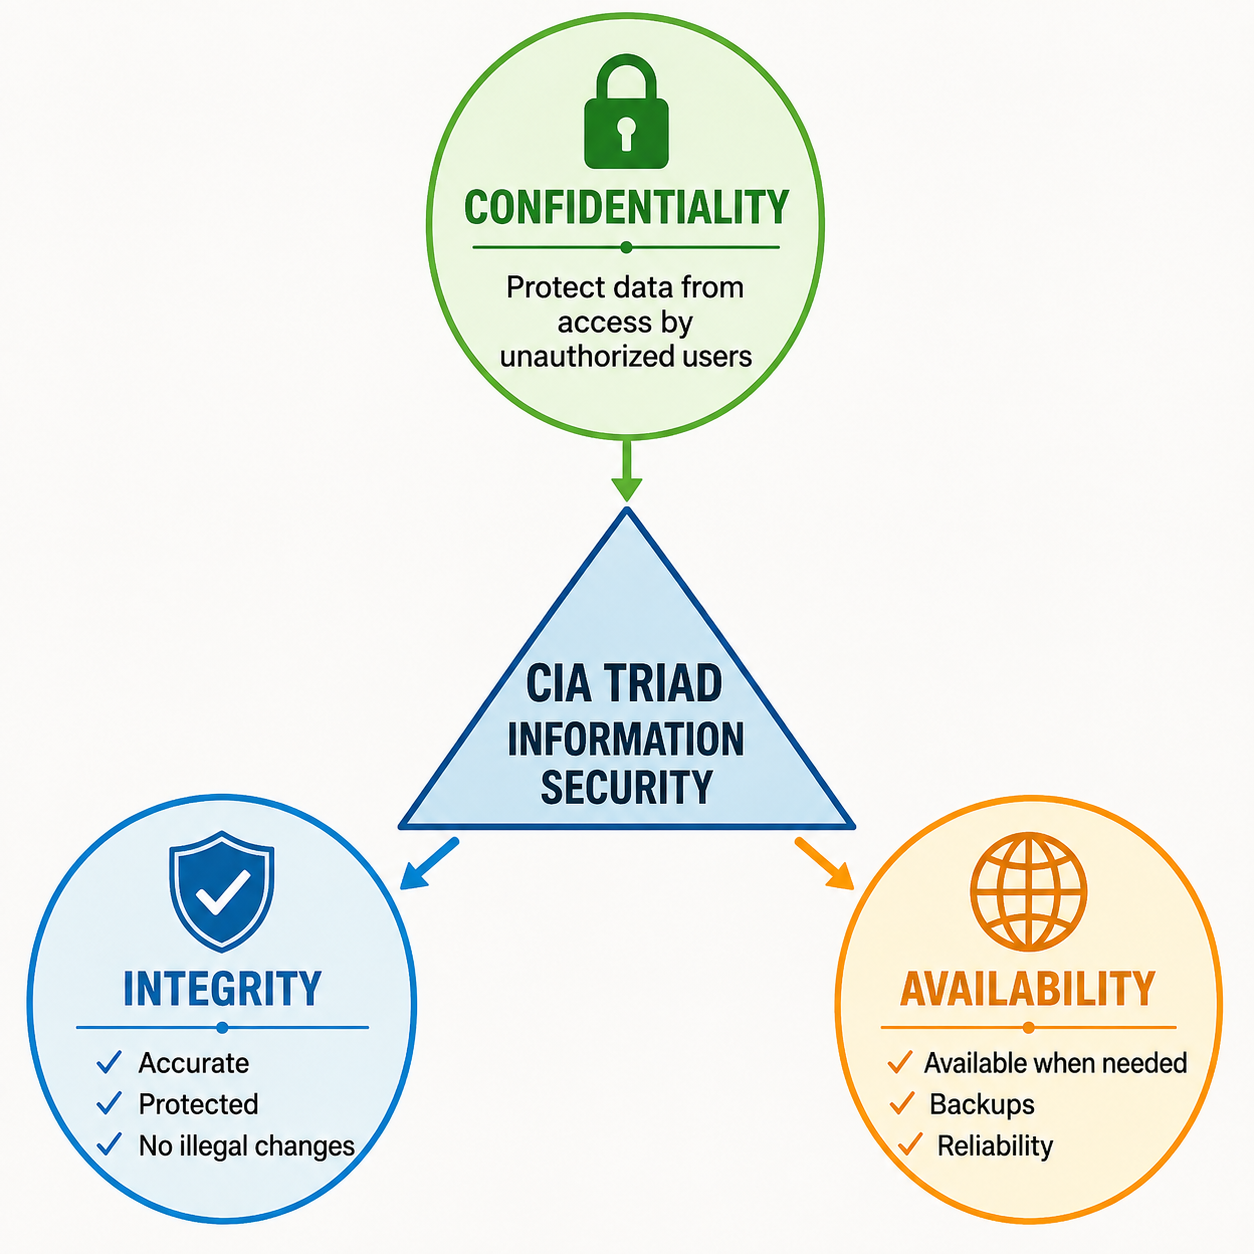 CONFIDENTIALITY
Protect data from
access by
unauthorized users
CIA TRIAD
INFORMATION
SECURITY
INTEGRITY
Accurate
Protected
No illegal changes
AVAILABILITY
Available when needed
Backups
Reliability